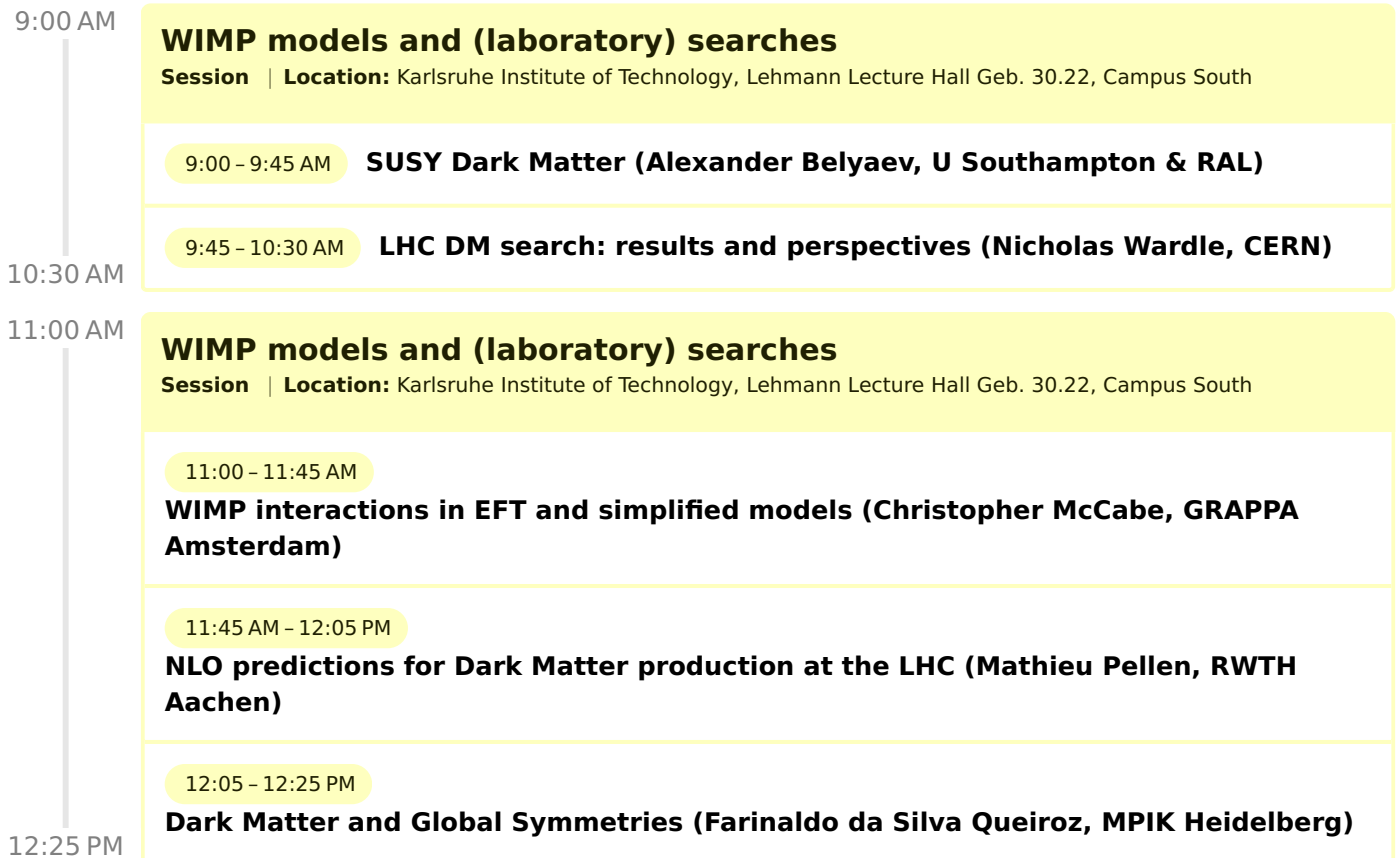 9:00 AM
WIMP models and (laboratory) searches
Session | Location: Karlsruhe Institute of Technology, Lehmann Lecture Hall Geb. 30.22, Campus South
9:00 – 9:45 AM SUSY Dark Matter (Alexander Belyaev, U Southampton & RAL)
9:45 – 10:30 AM LHC DM search: results and perspectives (Nicholas Wardle, CERN)
10:30 AM
11:00 AM
WIMP models and (laboratory) searches
Session | Location: Karlsruhe Institute of Technology, Lehmann Lecture Hall Geb. 30.22, Campus South
11:00 – 11:45 AM
WIMP interactions in EFT and simplified models (Christopher McCabe, GRAPPA
Amsterdam)
11:45 AM – 12:05 PM
NLO predictions for Dark Matter production at the LHC (Mathieu Pellen, RWTH
Aachen)
12:05 – 12:25 PM
Dark Matter and Global Symmetries (Farinaldo da Silva Queiroz, MPIK Heidelberg)
12:25 PM